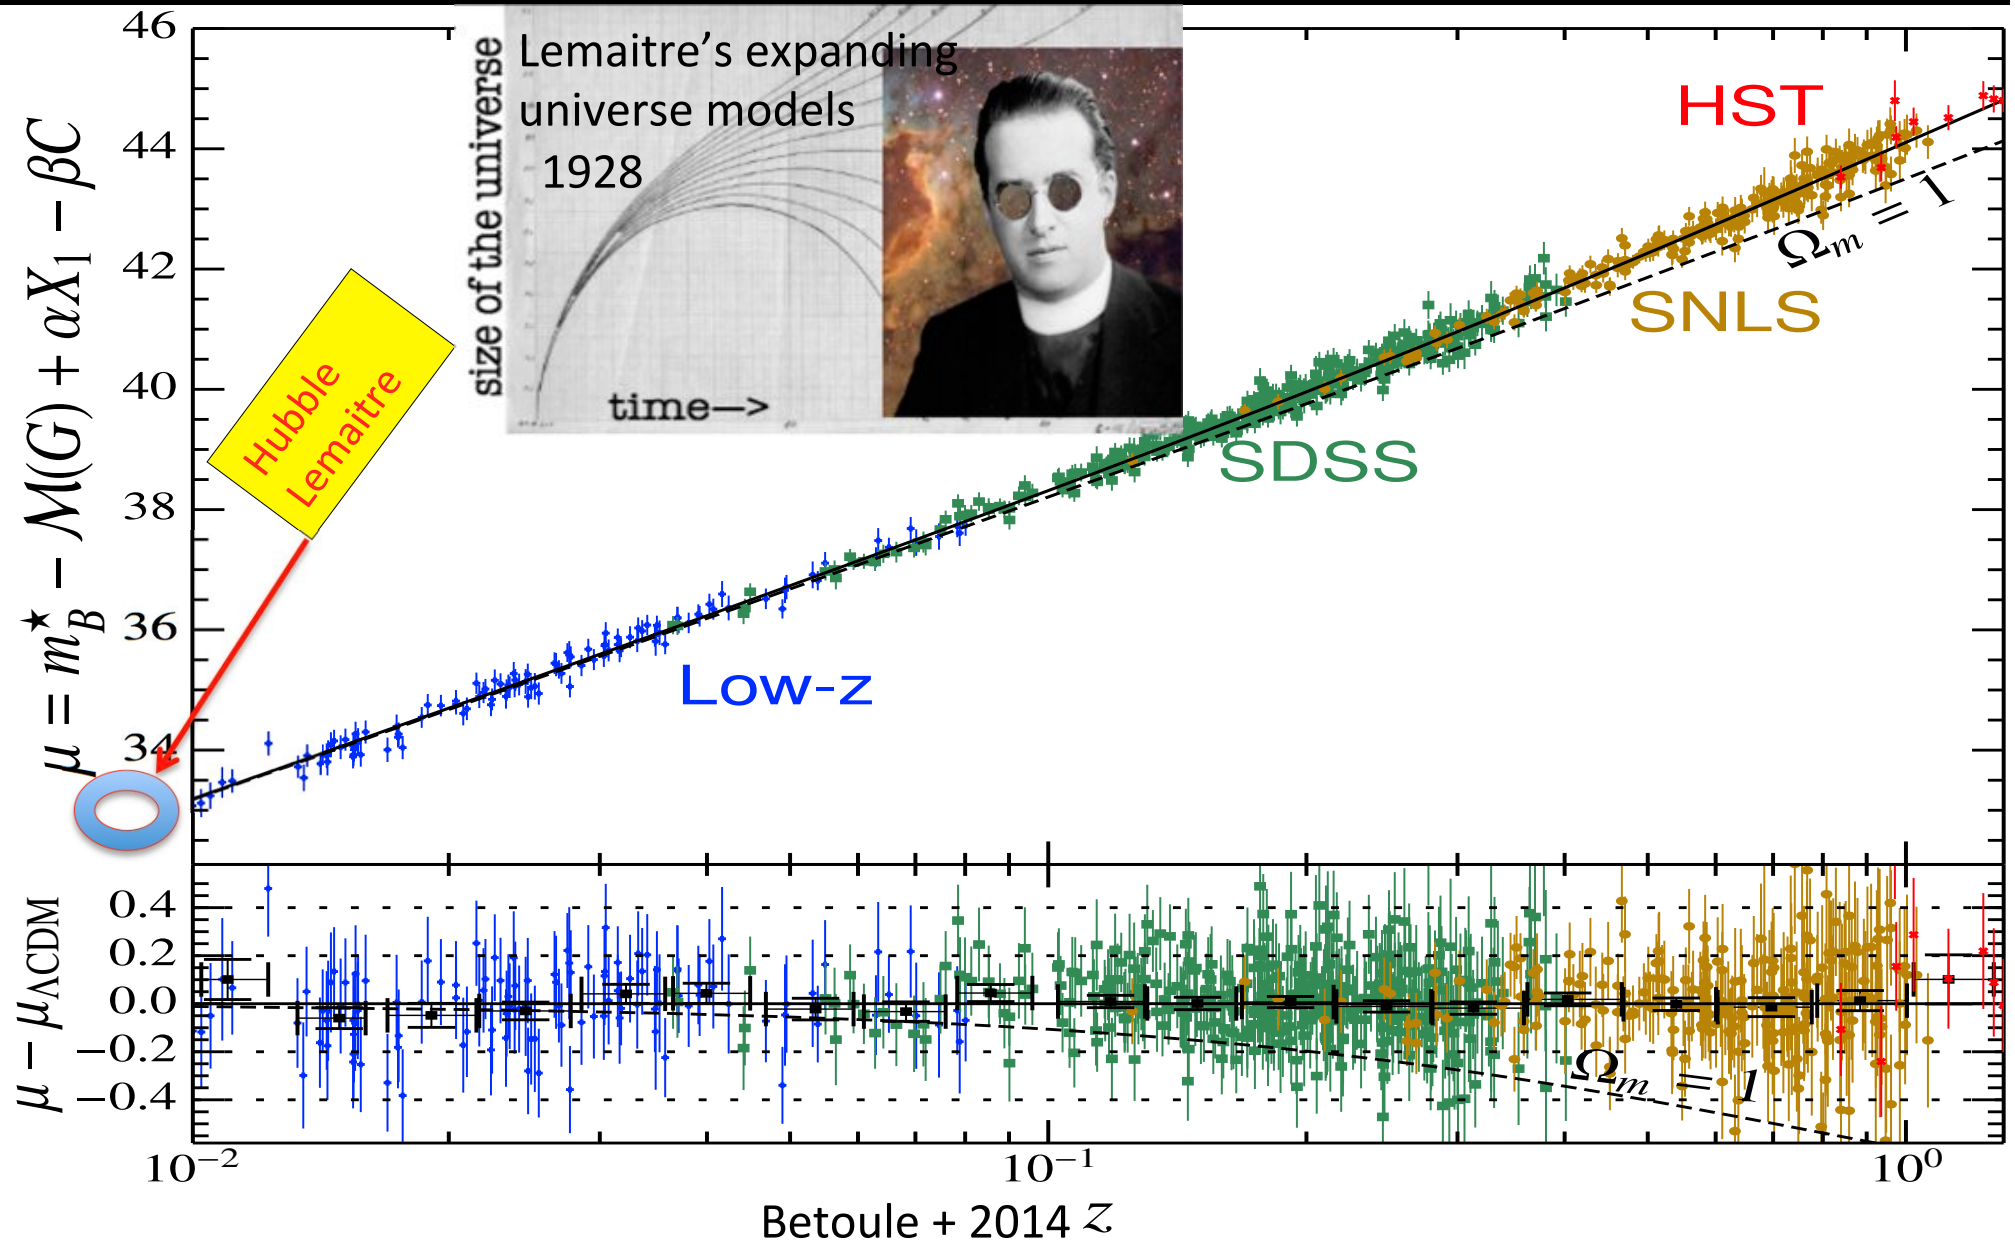 46
44
42
40
38
36
34
μ = m★B − M(G) + αX1 − βC
size of the universe
Lemaitre’s expanding
universe models
1928
time—>
Hubble
Lemaitre
HST
Ωm = 1
SNLS
SDSS
Low-z
0.4
0.2
0.0
−0.2
−0.4
μ − μΛCDM
Ωm = 1
10−2
10−1
100
Betoule + 2014 z